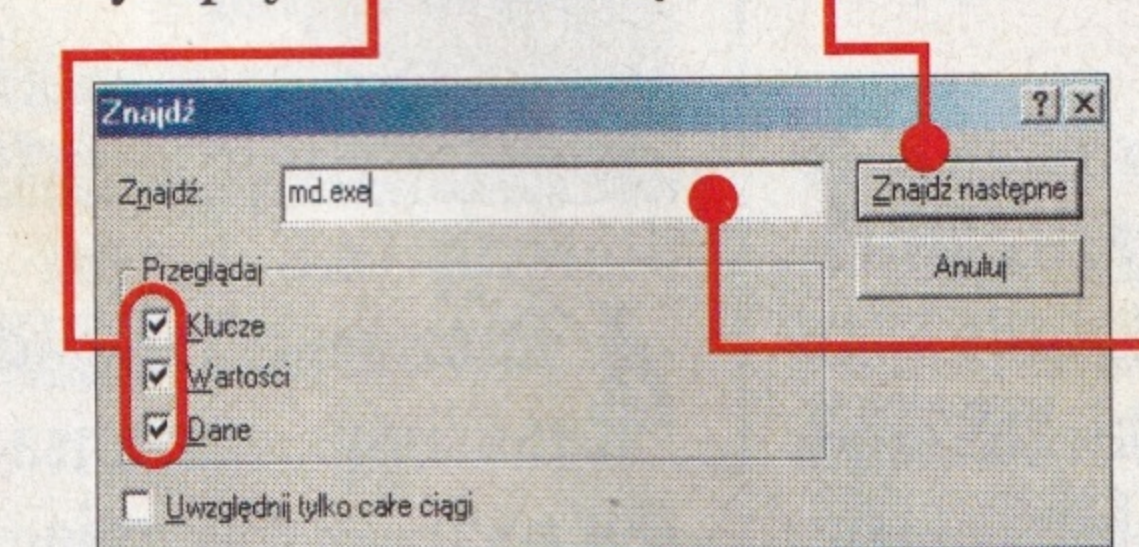 Znajdź
Znajdź: md.exe Znajdź następne
Anuluj
Przeglądaj
Klucze
Wartości
Dane
Uwzględnij tylko całe ciągi